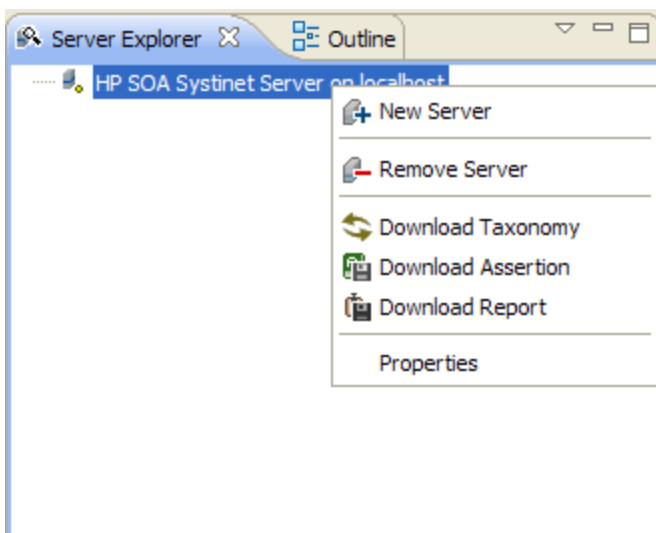 Server Explorer
Outline
HP SOA Systinet Server on localhost
New Server
Remove Server
Download Taxonomy
Download Assertion
Download Report
Properties